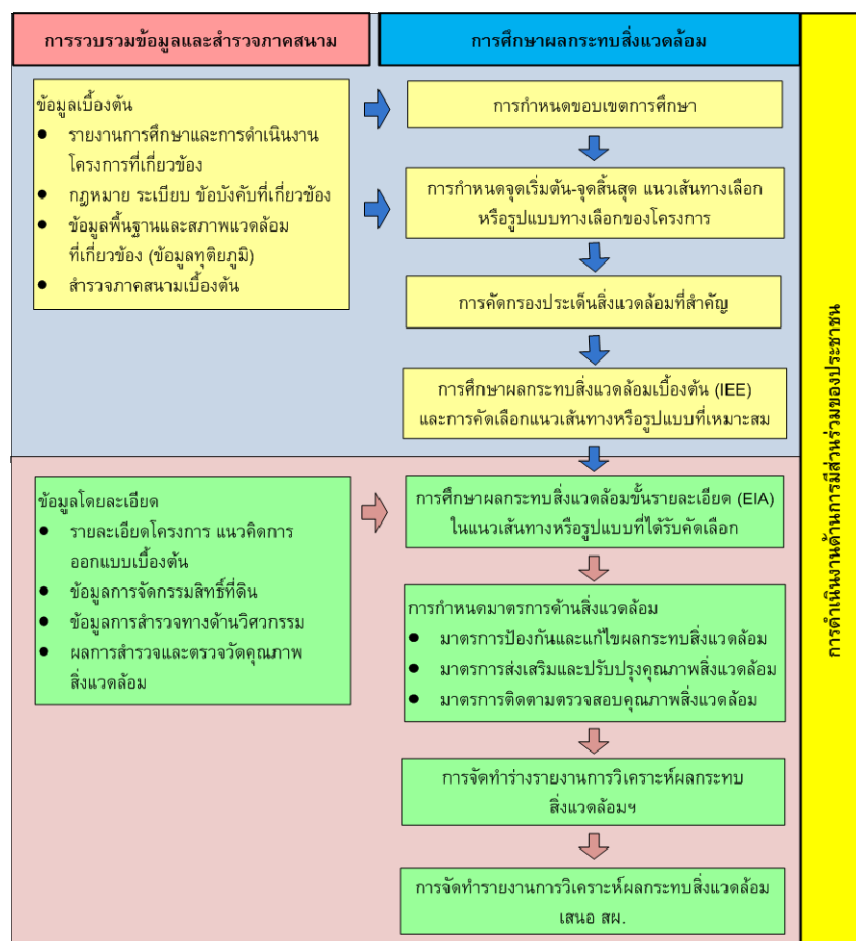 การรวบรวมข้อมูลและสำรวจภาคสนาม
การศึกษาผลกระทบสิ่งแวดล้อม
ข้อมูลเบื้องต้น
● รายงานการศึกษาและการดำเนินงาน
โครงการที่เกี่ยวข้อง
● กฎหมาย ระเบียบ ข้อบังคับที่เกี่ยวข้อง
● ข้อมูลพื้นฐานและสภาพแวดล้อม
ที่เกี่ยวข้อง (ข้อมูลทุติยภูมิ)
● สำรวจภาคสนามเบื้องต้น
การกำหนดขอบเขตการศึกษา
การกำหนดจุดเริ่มต้น-จุดสิ้นสุด แนวเส้นทางเลือก
หรือรูปแบบทางเลือกของโครงการ
การคัดกรองประเด็นสิ่งแวดล้อมที่สำคัญ
การศึกษาผลกระทบสิ่งแวดล้อมเบื้องต้น (IEE)
และการคัดเลือกแนวเส้นทางหรือรูปแบบที่เหมาะสม
ข้อมูลโดยละเอียด
● รายละเอียดโครงการ แนวคิดการ
ออกแบบเบื้องต้น
● ข้อมูลการจัดกรรมสิทธิ์ที่ดิน
● ข้อมูลการสำรวจทางด้านวิศวกรรม
● ผลการสำรวจและตรวจวัดคุณภาพ
สิ่งแวดล้อม
การศึกษาผลกระทบสิ่งแวดล้อมขั้นรายละเอียด (EIA)
ในแนวเส้นทางหรือรูปแบบที่ได้รับคัดเลือก
การกำหนดมาตรการด้านสิ่งแวดล้อม
● มาตรการป้องกันและแก้ไขผลกระทบสิ่งแวดล้อม
● มาตรการส่งเสริมและปรับปรุงคุณภาพสิ่งแวดล้อม
● มาตรการติดตามตรวจสอบคุณภาพสิ่งแวดล้อม
การจัดทำร่างรายงานการวิเคราะห์ผลกระทบ
สิ่งแวดล้อมฯ
การจัดทำรายงานการวิเคราะห์ผลกระทบสิ่งแวดล้อม
เสนอ สผ.
การดำเนินงานด้านการมีส่วนร่วมของประชาชน